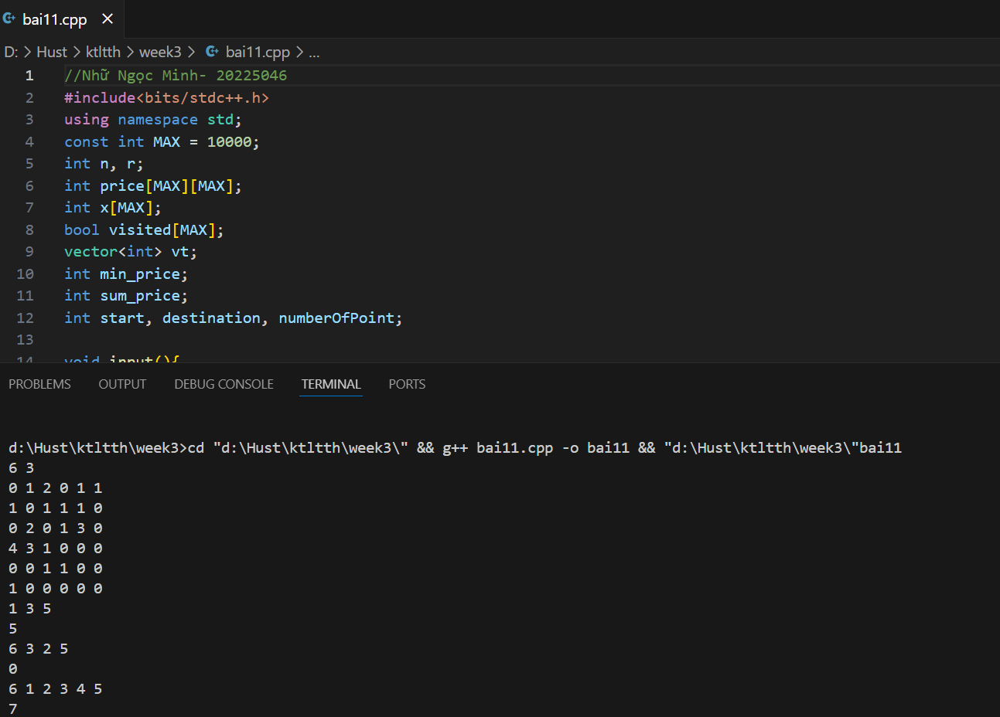 bai11.cpp
D: > Hust > ktltth > week3 > bai11.cpp > ...
1 //Nhữ Ngọc Minh- 20225046
2 #include<bits/stdc++.h>
3 using namespace std;
4 const int MAX = 10000;
5 int n, r;
6 int price[MAX][MAX];
7 int x[MAX];
8 bool visited[MAX];
9 vector<int> vt;
10 int min_price;
11 int sum_price;
12 int start, destination, numberOfPoint;
13
14 void input(){
PROBLEMS OUTPUT DEBUG CONSOLE TERMINAL PORTS
d:\Hust\ktltth\week3>cd "d:\Hust\ktltth\week3\" && g++ bai11.cpp -o bai11 && "d:\Hust\ktltth\week3\"bai11
6 3
0 1 2 0 1 1
1 0 1 1 1 0
0 2 0 1 3 0
4 3 1 0 0 0
0 0 1 1 0 0
1 0 0 0 0 0
1 3 5
5
6 3 2 5
0
6 1 2 3 4 5
7